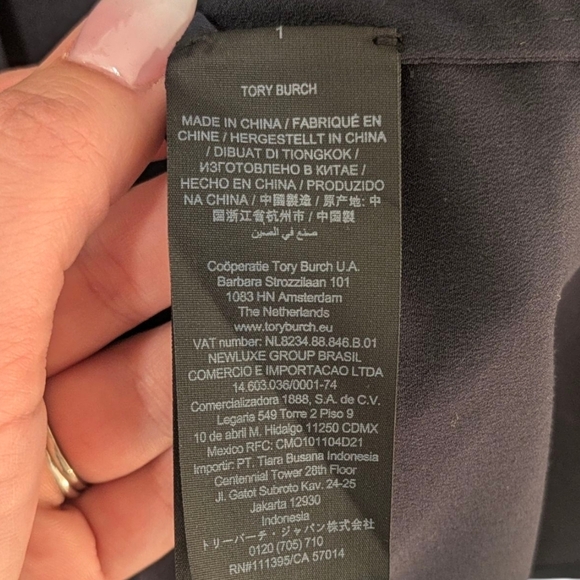 1
TORY BURCH
MADE IN CHINA / FABRIQUÉ EN
CHINE / HERGESTELLT IN CHINA
/ DIBUAT DI TIONGKOK /
ИЗГОТОВЛЕНО В КИТАЕ /
HECHO EN CHINA / PRODUZIDO
NA CHINA / 中國製造 / 原产地: 中
国浙江省杭州市 / 中国製
صنع في الصين
Coöperatie Tory Burch U.A.
Barbara Strozzilaan 101
1083 HN Amsterdam
The Netherlands
www.toryburch.eu
VAT number: NL8234.88.846.B.01
NEWLUXE GROUP BRASIL
COMERCIO E IMPORTACAO LTDA
14.603.036/0001-74
Comercializadora 1888, S.A. de C.V.
Legaria 549 Torre 2 Piso 9
10 de abril M. Hidalgo 11250 CDMX
Mexico RFC: CMO101104D21
Importir: PT. Tiara Busana Indonesia
Centennial Tower 28th Floor
Jl. Gatot Subroto Kav. 24-25
Jakarta 12930
Indonesia
トリーバーチ・ジャパン株式会社
0120 (705) 710
RN#111395/CA 57014